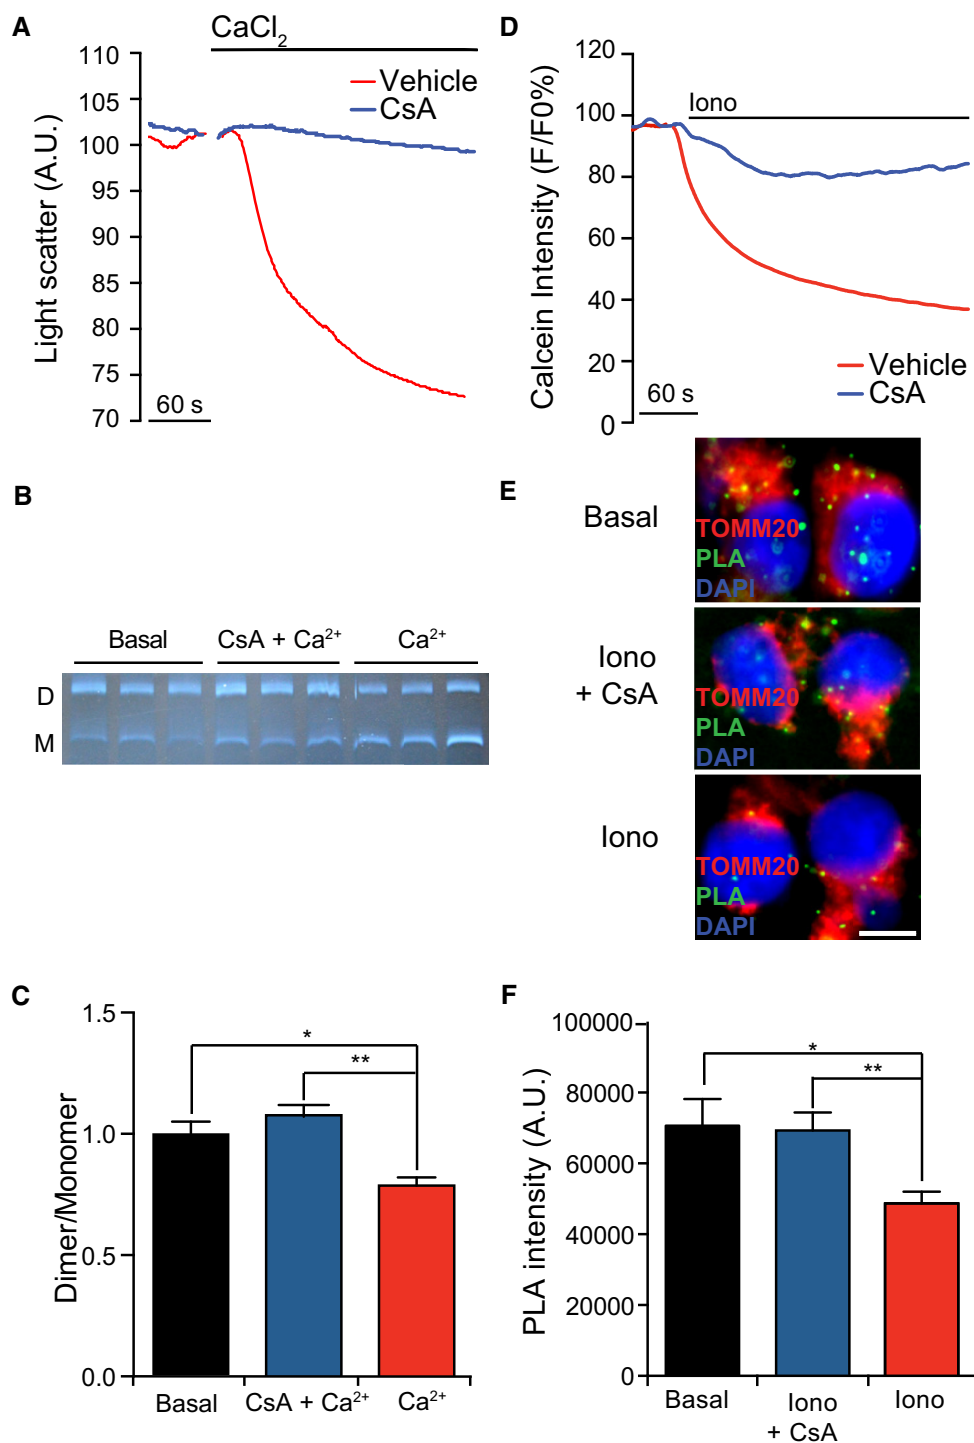 A
CaCl₂
110
105
100
95
90
85
80
75
70
Light scatter (A.U.)
Vehicle
CsA
60 s
D
120
100
80
60
40
20
0
Calcein Intensity (F/F0%)
Iono
Vehicle
CsA
60 s
B
Basal
CsA + Ca²⁺
Ca²⁺
D
M
E
Basal
TOMM20
PLA
DAPI
Iono
+ CsA
TOMM20
PLA
DAPI
Iono
TOMM20
PLA
DAPI
C
1.5
1.0
0.5
0.0
Dimer/Monomer
*
**
Basal
CsA + Ca²⁺
Ca²⁺
F
100000
80000
60000
40000
20000
0
PLA intensity (A.U.)
*
**
Basal
Iono
+ CsA
Iono